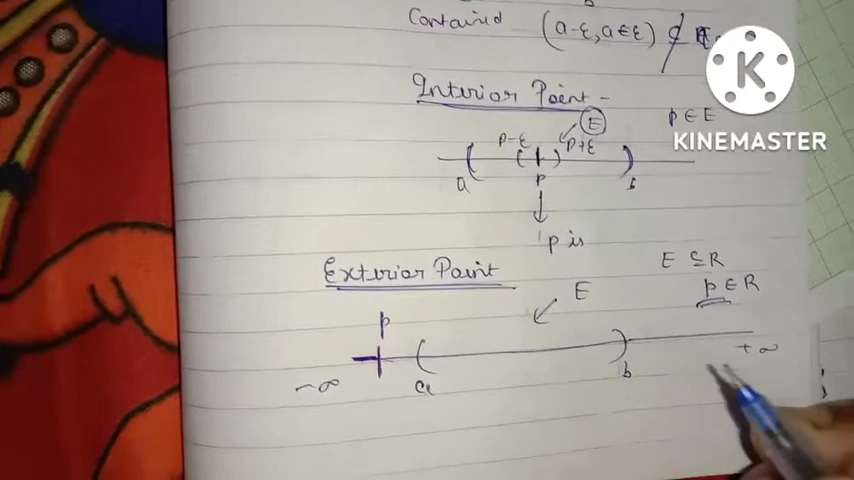 Contained (a-ε, a∈ε) ⊄
Interior Point -
E p ∈ E
p-ε p+ε
a p b
p is
Exterior Point E ⊆ R
E p ∈ R
p
-∞ a b +∞
K
KINEMASTER